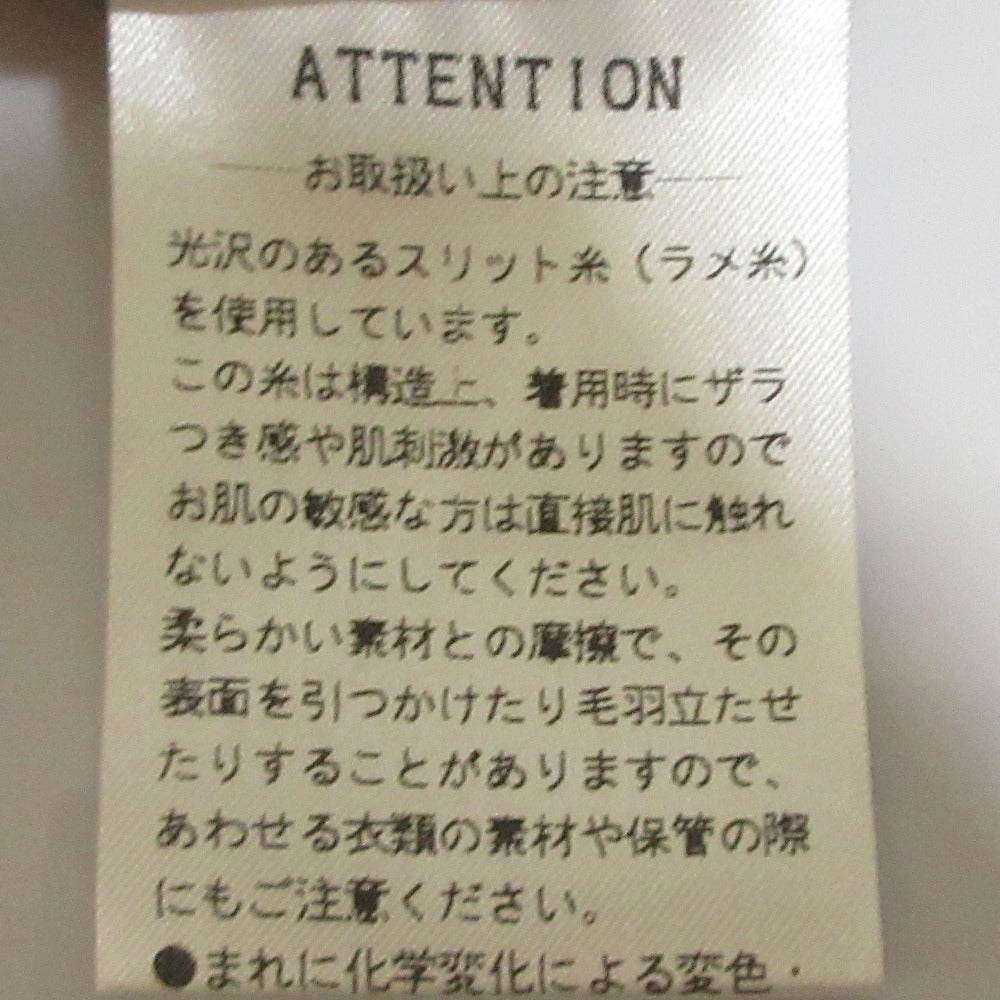 ATTENTION
お取扱い上の注意
光沢のあるスリット糸（ラメ糸）
を使用しています。
この糸は構造上、着用時にザラ
つき感や肌刺激がありますので
お肌の敏感な方は直接肌に触れ
ないようにしてください。
柔らかい素材との摩擦で、その
表面を引つかけたり毛羽立たせ
たりすることがありますので、
あわせる衣類の素材や保管の際
にもご注意ください。
●まれに化学変化による変色・